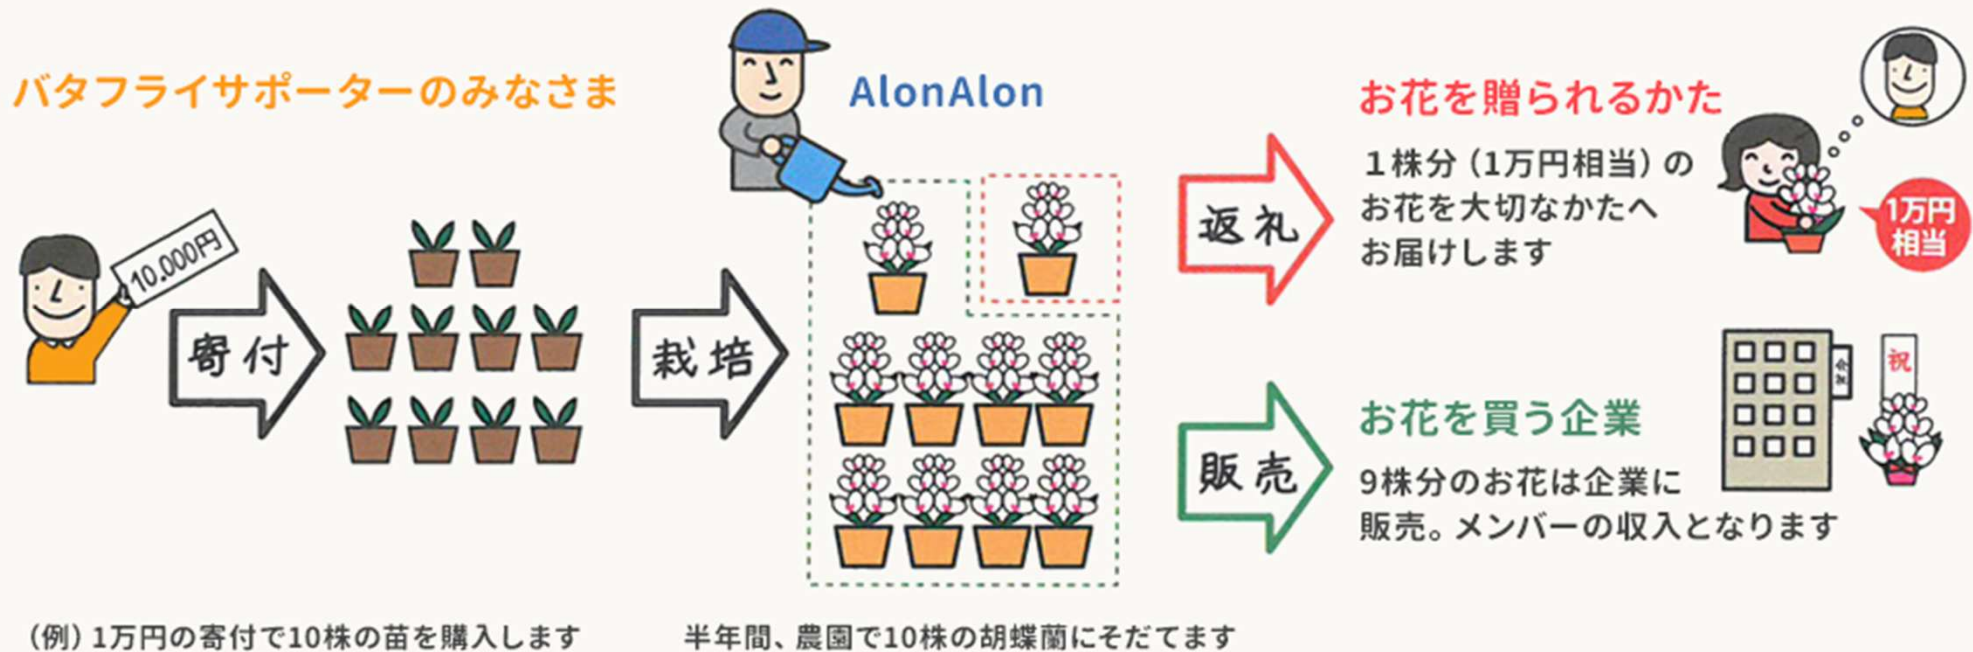 バタフライサポーターのみなさま
10,000円
寄付
(例) 1万円の寄付で10株の苗を購入します
AlonAlon
栽培
半年間、農園で10株の胡蝶蘭にそだてます
返礼
お花を贈られるかた
１株分（1万円相当）の
お花を大切なかたへ
お届けします
1万円
相当
販売
お花を買う企業
9株分のお花は企業に
販売。メンバーの収入となります
祝